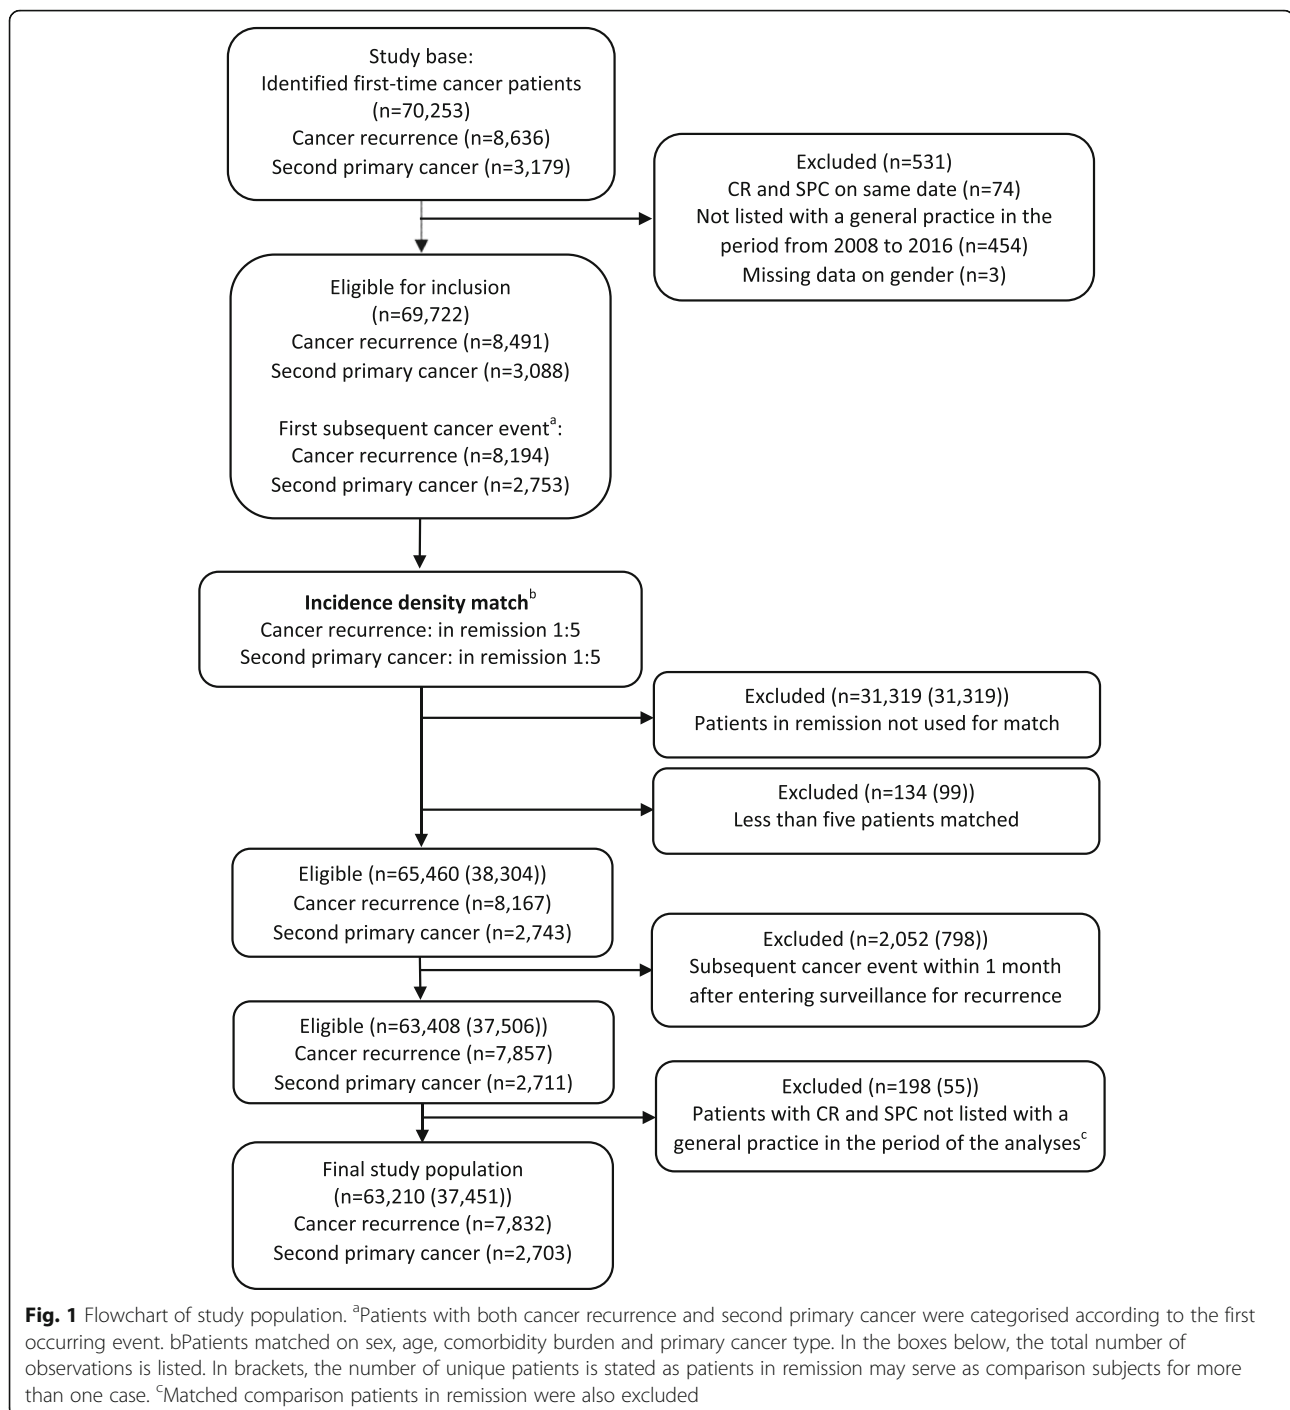 Study base:
Identified first-time cancer patients
(n=70,253)
Cancer recurrence (n=8,636)
Second primary cancer (n=3,179)
Excluded (n=531)
CR and SPC on same date (n=74)
Not listed with a general practice in the
period from 2008 to 2016 (n=454)
Missing data on gender (n=3)
Eligible for inclusion
(n=69,722)
Cancer recurrence (n=8,491)
Second primary cancer (n=3,088)
First subsequent cancer event^a:
Cancer recurrence (n=8,194)
Second primary cancer (n=2,753)
Incidence density match^b
Cancer recurrence: in remission 1:5
Second primary cancer: in remission 1:5
Excluded (n=31,319 (31,319))
Patients in remission not used for match
Excluded (n=134 (99))
Less than five patients matched
Eligible (n=65,460 (38,304))
Cancer recurrence (n=8,167)
Second primary cancer (n=2,743)
Excluded (n=2,052 (798))
Subsequent cancer event within 1 month
after entering surveillance for recurrence
Eligible (n=63,408 (37,506))
Cancer recurrence (n=7,857)
Second primary cancer (n=2,711)
Excluded (n=198 (55))
Patients with CR and SPC not listed with a
general practice in the period of the analyses^c
Final study population
(n=63,210 (37,451))
Cancer recurrence (n=7,832)
Second primary cancer (n=2,703)
Fig. 1 Flowchart of study population. ^aPatients with both cancer recurrence and second primary cancer were categorised according to the first
occurring event. bPatients matched on sex, age, comorbidity burden and primary cancer type. In the boxes below, the total number of
observations is listed. In brackets, the number of unique patients is stated as patients in remission may serve as comparison subjects for more
than one case. ^cMatched comparison patients in remission were also excluded